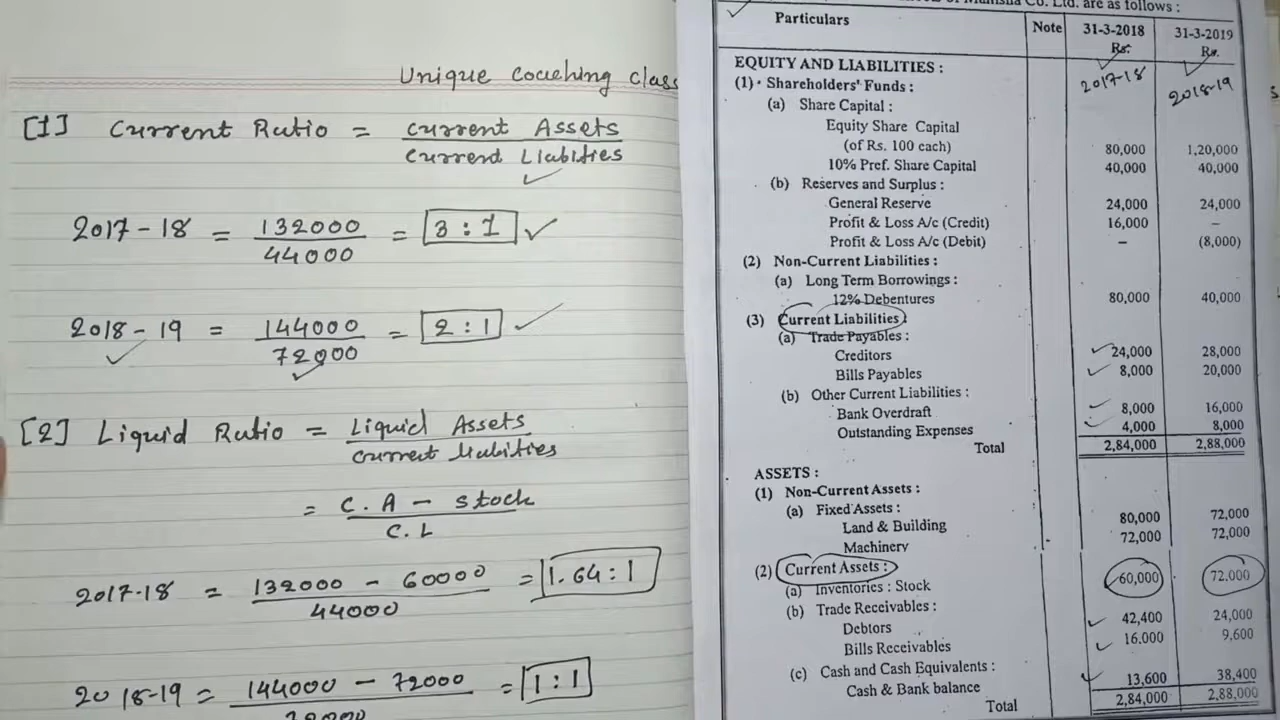 Unique Coaching Class
[1] Current Ratio = Current Assets / Current Liabities
2017-18 = 132000 / 44000 = 3 : 1
2018-19 = 144000 / 72000 = 2 : 1
[2] Liquid Ratio = Liquid Assets / Current Liabities
= C.A - Stock / C.L
2017-18 = 132000 - 60000 / 44000 = 1.64 : 1
2018-19 = 144000 - 72000 / = 1 : 1
Co. Ltd. are as follows :
Particulars Note 31-3-2018 31-3-2019
Rs. Rs.
2017-18 2018-19
EQUITY AND LIABILITIES :
(1) Shareholders' Funds :
(a) Share Capital :
Equity Share Capital
(of Rs. 100 each) 80,000 1,20,000
10% Pref. Share Capital 40,000 40,000
(b) Reserves and Surplus :
General Reserve 24,000 24,000
Profit & Loss A/c (Credit) 16,000 –
Profit & Loss A/c (Debit) – (8,000)
(2) Non-Current Liabilities :
(a) Long Term Borrowings :
12% Debentures 80,000 40,000
(3) Current Liabilities :
(a) Trade Payables :
Creditors 24,000 28,000
Bills Payables 8,000 20,000
(b) Other Current Liabilities :
Bank Overdraft 8,000 16,000
Outstanding Expenses 4,000 8,000
Total 2,84,000 2,88,000
ASSETS :
(1) Non-Current Assets :
(a) Fixed Assets :
Land & Building 80,000 72,000
Machinery 72,000 72,000
(2) Current Assets :
(a) Inventories : Stock 60,000 72,000
(b) Trade Receivables :
Debtors 42,400 24,000
Bills Receivables 16,000 9,600
(c) Cash and Cash Equivalents :
Cash & Bank balance 13,600 38,400
Total 2,84,000 2,88,000